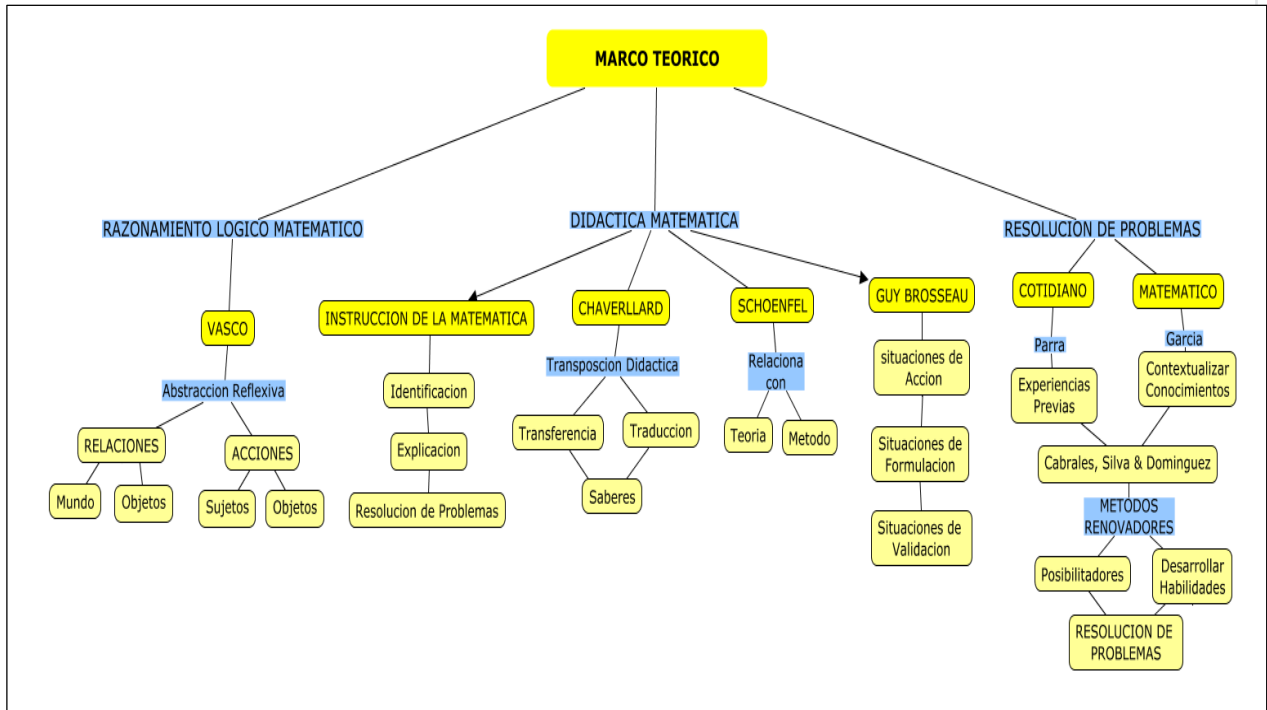 MARCO TEORICO
RAZONAMIENTO LOGICO MATEMATICO
DIDACTICA MATEMATICA
RESOLUCION DE PROBLEMAS
VASCO
Abstraccion Reflexiva
RELACIONES
ACCIONES
Mundo
Objetos
Sujetos
Objetos
INSTRUCCION DE LA MATEMATICA
Identificacion
Explicacion
Resolucion de Problemas
CHAVERLLARD
Transposcion Didactica
Transferencia
Traduccion
Saberes
SCHOENFEL
Relaciona
con
Teoria
Metodo
GUY BROSSEAU
situaciones de
Accion
Situaciones de
Formulacion
Situaciones de
Validacion
COTIDIANO
MATEMATICO
Parra
Garcia
Experiencias
Previas
Contextualizar
Conocimientos
Cabrales, Silva & Dominguez
METODOS
RENOVADORES
Posibilitadores
Desarrollar
Habilidades
RESOLUCION DE
PROBLEMAS